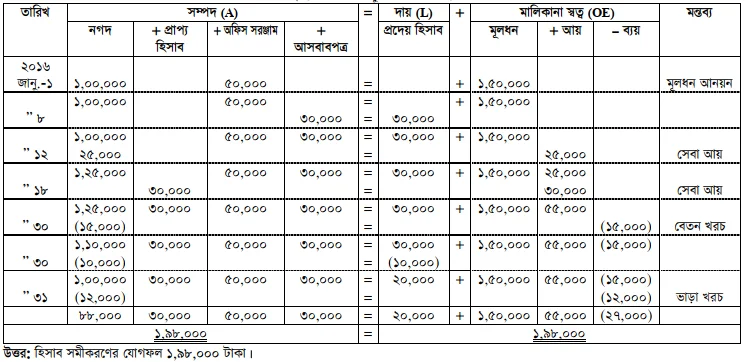 তারিখ সম্পদ (A) = দায় (L) + মালিকানা স্বত্ব (OE) মন্তব্য
নগদ + প্রাপ্য হিসাব + অফিস সরঞ্জাম + আসবাবপত্র প্রদেয় হিসাব মূলধন + আয় – ব্যয়
২০১৬
জানু.-১ ১,০০,০০০ ৫০,০০০ = + ১,৫০,০০০ মূলধন আনয়ন
১,০০,০০০ ৫০,০০০ + ১,৫০,০০০
” ৮ ৩০,০০০ = ৩০,০০০
১,০০,০০০ ৫০,০০০ ৩০,০০০ = ৩০,০০০ + ১,৫০,০০০
” ১২ ২৫,০০০ = ২৫,০০০ সেবা আয়
১,২৫,০০০ ৫০,০০০ ৩০,০০০ = ৩০,০০০ + ১,৫০,০০০ ২৫,০০০
” ১৮ ৩০,০০০ ৩০,০০০ সেবা আয়
১,২৫,০০০ ৩০,০০০ ৫০,০০০ ৩০,০০০ = ৩০,০০০ + ১,৫০,০০০ ৫৫,০০০
” ৩০ (১৫,০০০) = (১৫,০০০) বেতন খরচ
১,১০,০০০ ৩০,০০০ ৫০,০০০ ৩০,০০০ = ৩০,০০০ + ১,৫০,০০০ ৫৫,০০০ (১৫,০০০)
” ৩০ (১০,০০০) = (১০,০০০)
১,০০,০০০ ৩০,০০০ ৫০,০০০ ৩০,০০০ = ২০,০০০ + ১,৫০,০০০ ৫৫,০০০ (১৫,০০০)
” ৩১ (১২,০০০) = (১২,০০০) ভাড়া খরচ
৮৮,০০০ ৩০,০০০ ৫০,০০০ ৩০,০০০ = ২০,০০০ + ১,৫০,০০০ ৫৫,০০০ (২৭,০০০)
১,৯৮,০০০ = ১,৯৮,০০০
উত্তর: হিসাব সমীকরণের যোগফল ১,৯৮,০০০ টাকা।